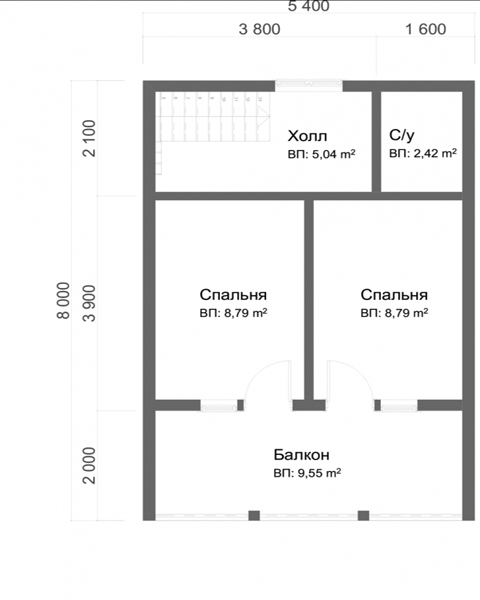 5 400
3 800
1 600
2 100
Холл
ВП: 5,04 m²
С/у
ВП: 2,42 m²
8 000
3 900
Спальня
ВП: 8,79 m²
Спальня
ВП: 8,79 m²
2 000
Балкон
ВП: 9,55 m²